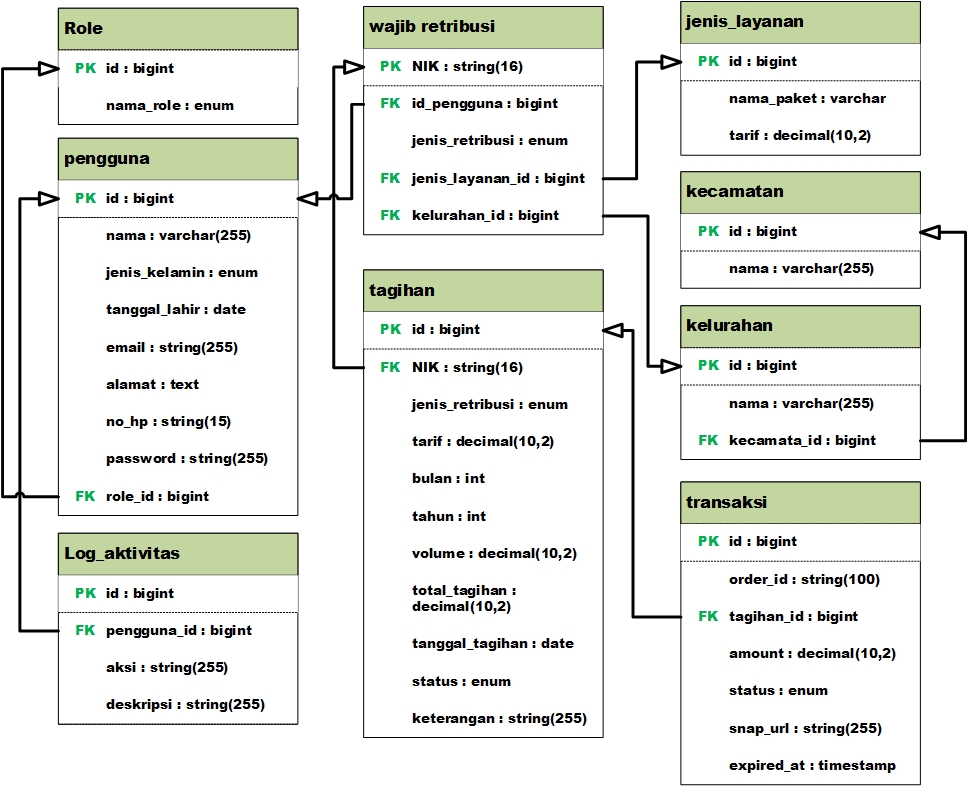 Role
PK id : bigint
nama_role : enum
pengguna
PK id : bigint
nama : varchar(255)
jenis_kelamin : enum
tanggal_lahir : date
email : string(255)
alamat : text
no_hp : string(15)
password : string(255)
FK role_id : bigint
Log_aktivitas
PK id : bigint
FK pengguna_id : bigint
aksi : string(255)
deskripsi : string(255)
wajib retribusi
PK NIK : string(16)
FK id_pengguna : bigint
jenis_retribusi : enum
FK jenis_layanan_id : bigint
FK kelurahan_id : bigint
tagihan
PK id : bigint
FK NIK : string(16)
jenis_retribusi : enum
tarif : decimal(10,2)
bulan : int
tahun : int
volume : decimal(10,2)
total_tagihan :
decimal(10,2)
tanggal_tagihan : date
status : enum
keterangan : string(255)
jenis_layanan
PK id : bigint
nama_paket : varchar
tarif : decimal(10,2)
kecamatan
PK id : bigint
nama : varchar(255)
kelurahan
PK id : bigint
nama : varchar(255)
FK kecamata_id : bigint
transaksi
PK id : bigint
order_id : string(100)
FK tagihan_id : bigint
amount : decimal(10,2)
status : enum
snap_url : string(255)
expired_at : timestamp